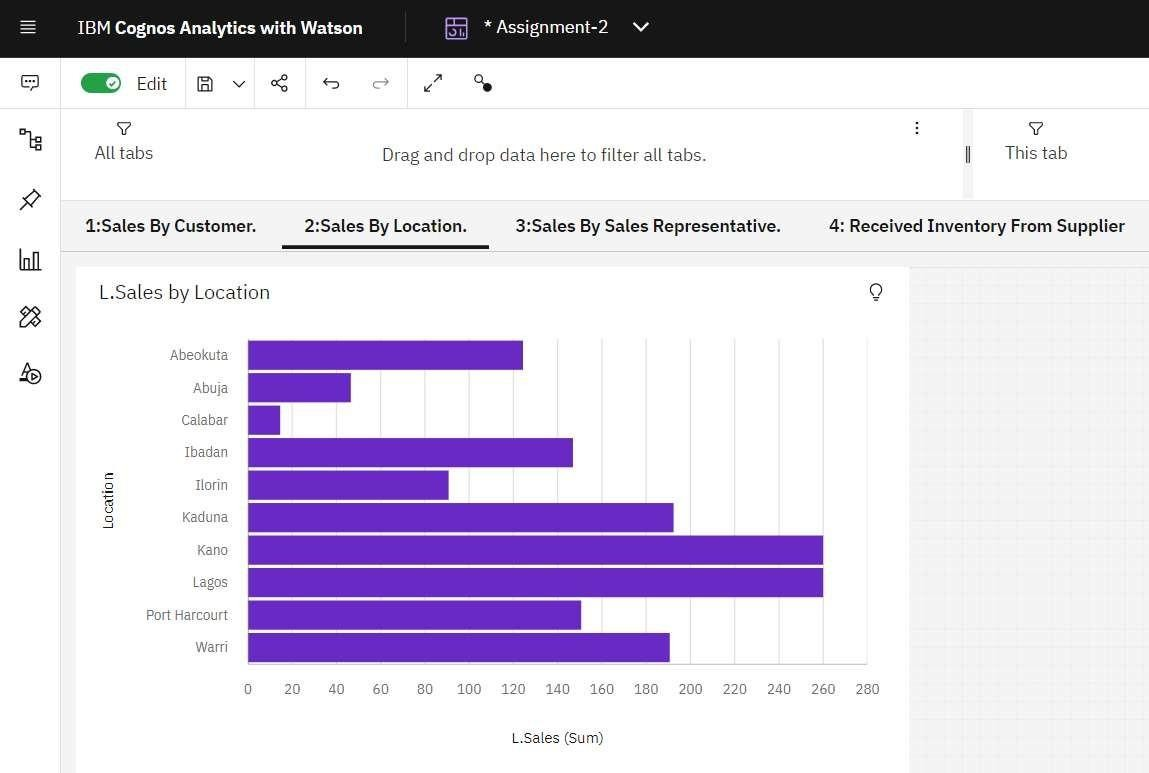 IBM Cognos Analytics with Watson
* Assignment-2
Edit
All tabs
Drag and drop data here to filter all tabs.
This tab
1:Sales By Customer.
2:Sales By Location.
3:Sales By Sales Representative.
4: Received Inventory From Supplier
L.Sales by Location
Location
Abeokuta
Abuja
Calabar
Ibadan
Ilorin
Kaduna
Kano
Lagos
Port Harcourt
Warri
0 20 40 60 80 100 120 140 160 180 200 220 240 260 280
L.Sales (Sum)